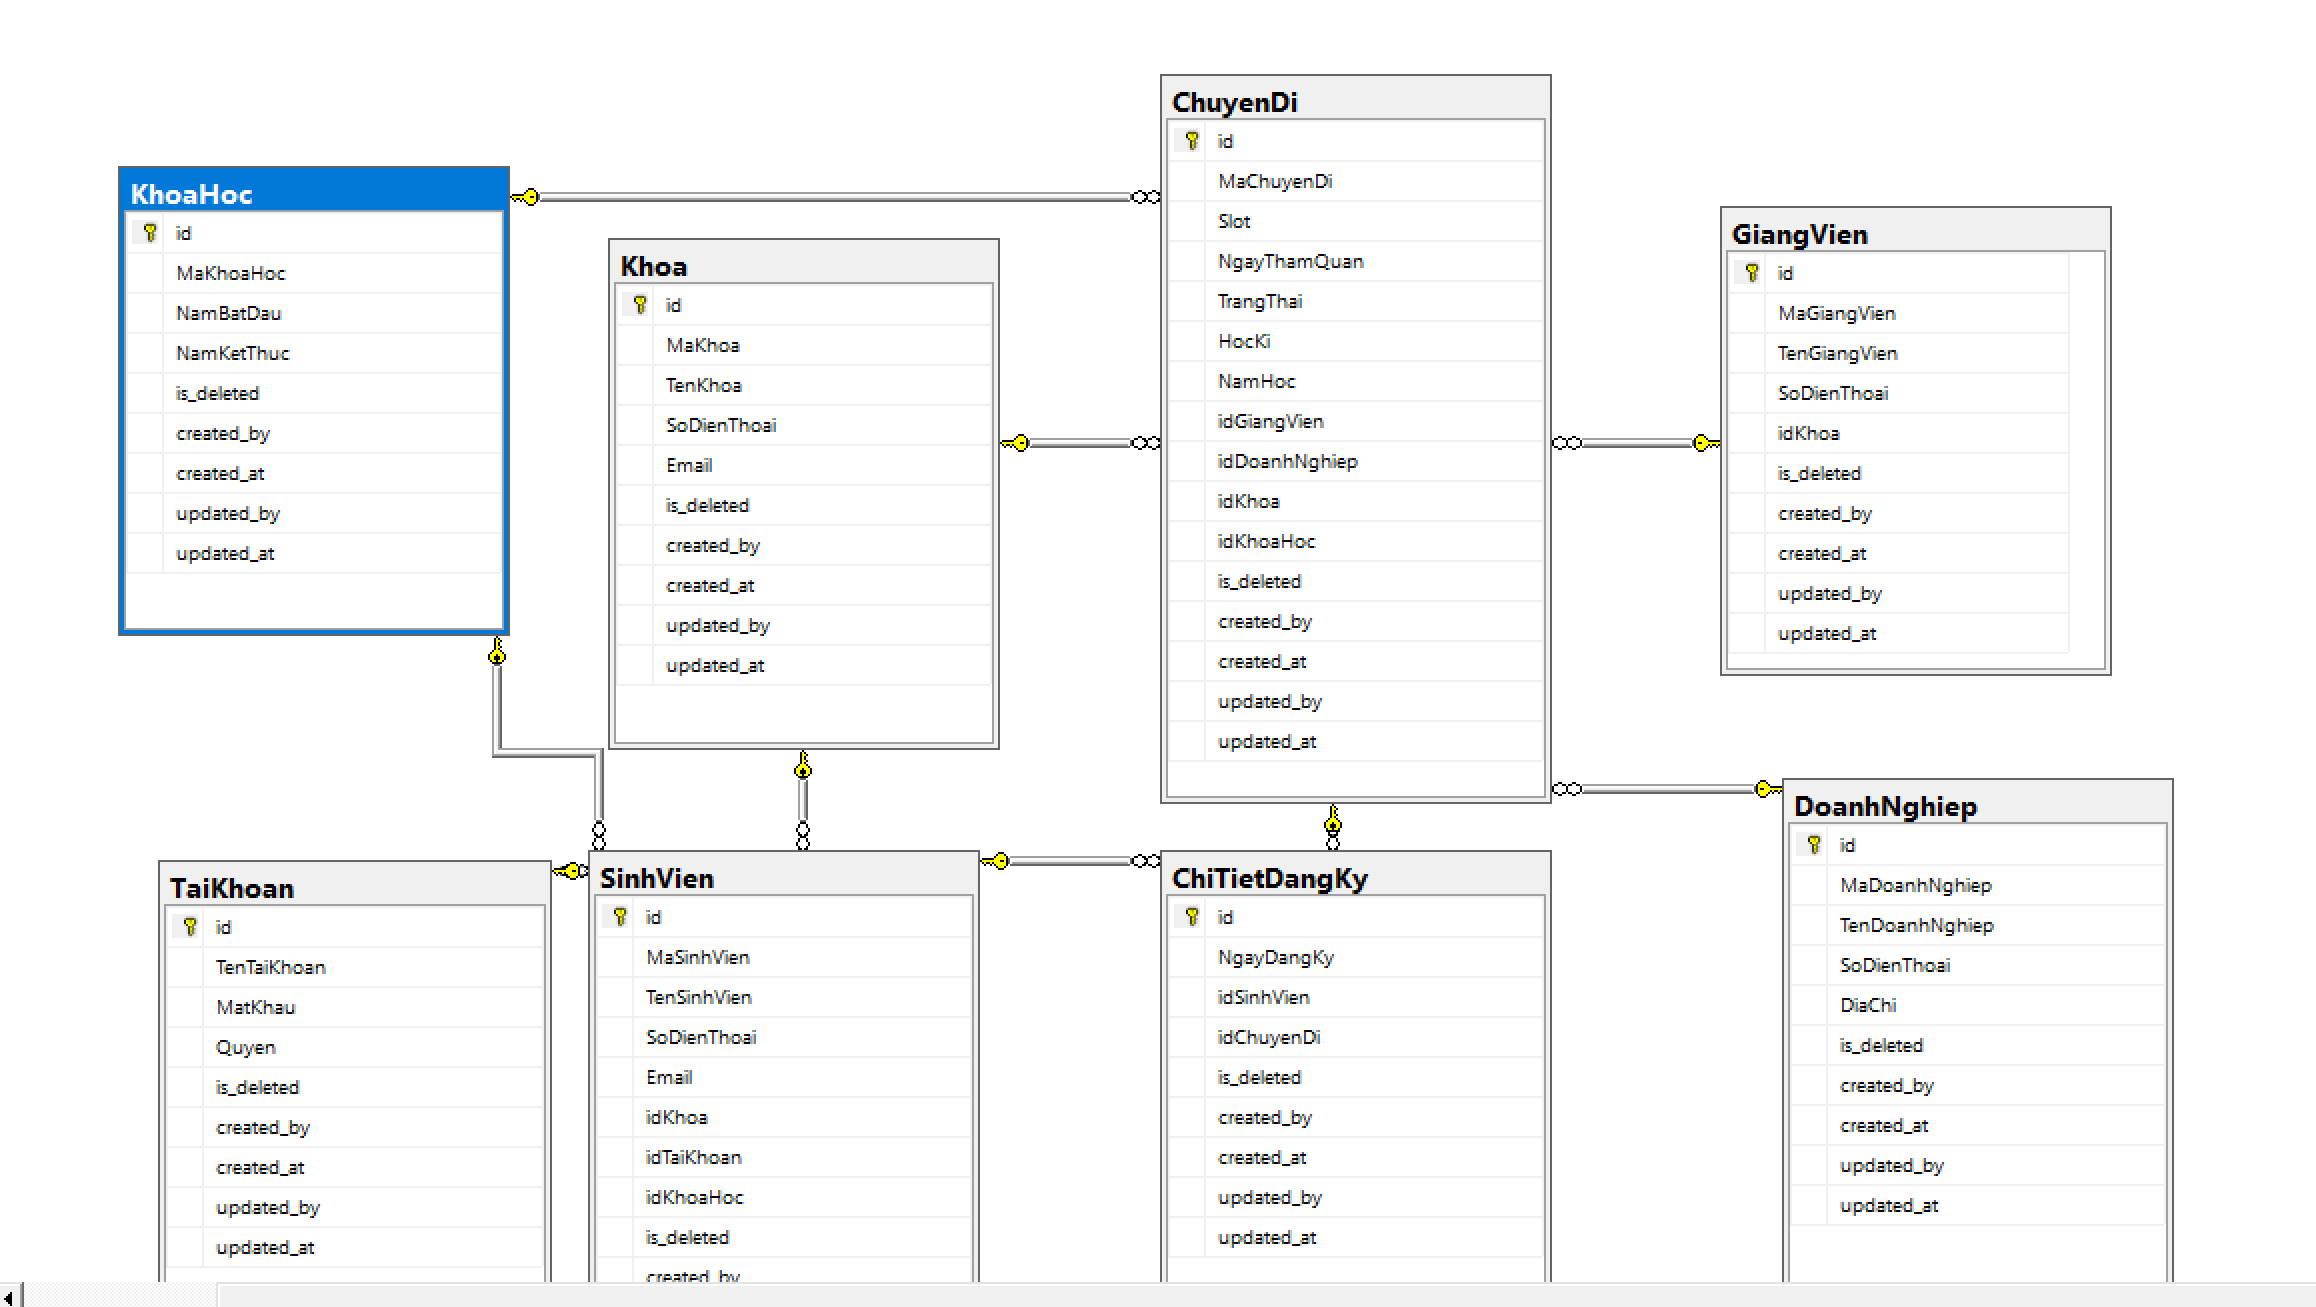 KhoaHoc
id
MaKhoaHoc
NamBatDau
NamKetThuc
is_deleted
created_by
created_at
updated_by
updated_at
Khoa
id
MaKhoa
TenKhoa
SoDienThoai
Email
is_deleted
created_by
created_at
updated_by
updated_at
ChuyenDi
id
MaChuyenDi
Slot
NgayThamQuan
TrangThai
HocKi
NamHoc
idGiangVien
idDoanhNghiep
idKhoa
idKhoaHoc
is_deleted
created_by
created_at
updated_by
updated_at
GiangVien
id
MaGiangVien
TenGiangVien
SoDienThoai
idKhoa
is_deleted
created_by
created_at
updated_by
updated_at
TaiKhoan
id
TenTaiKhoan
MatKhau
Quyen
is_deleted
created_by
created_at
updated_by
updated_at
SinhVien
id
MaSinhVien
TenSinhVien
SoDienThoai
Email
idKhoa
idTaiKhoan
idKhoaHoc
is_deleted
created_by
ChiTietDangKy
id
NgayDangKy
idSinhVien
idChuyenDi
is_deleted
created_by
created_at
updated_by
updated_at
DoanhNghiep
id
MaDoanhNghiep
TenDoanhNghiep
SoDienThoai
DiaChi
is_deleted
created_by
created_at
updated_by
updated_at